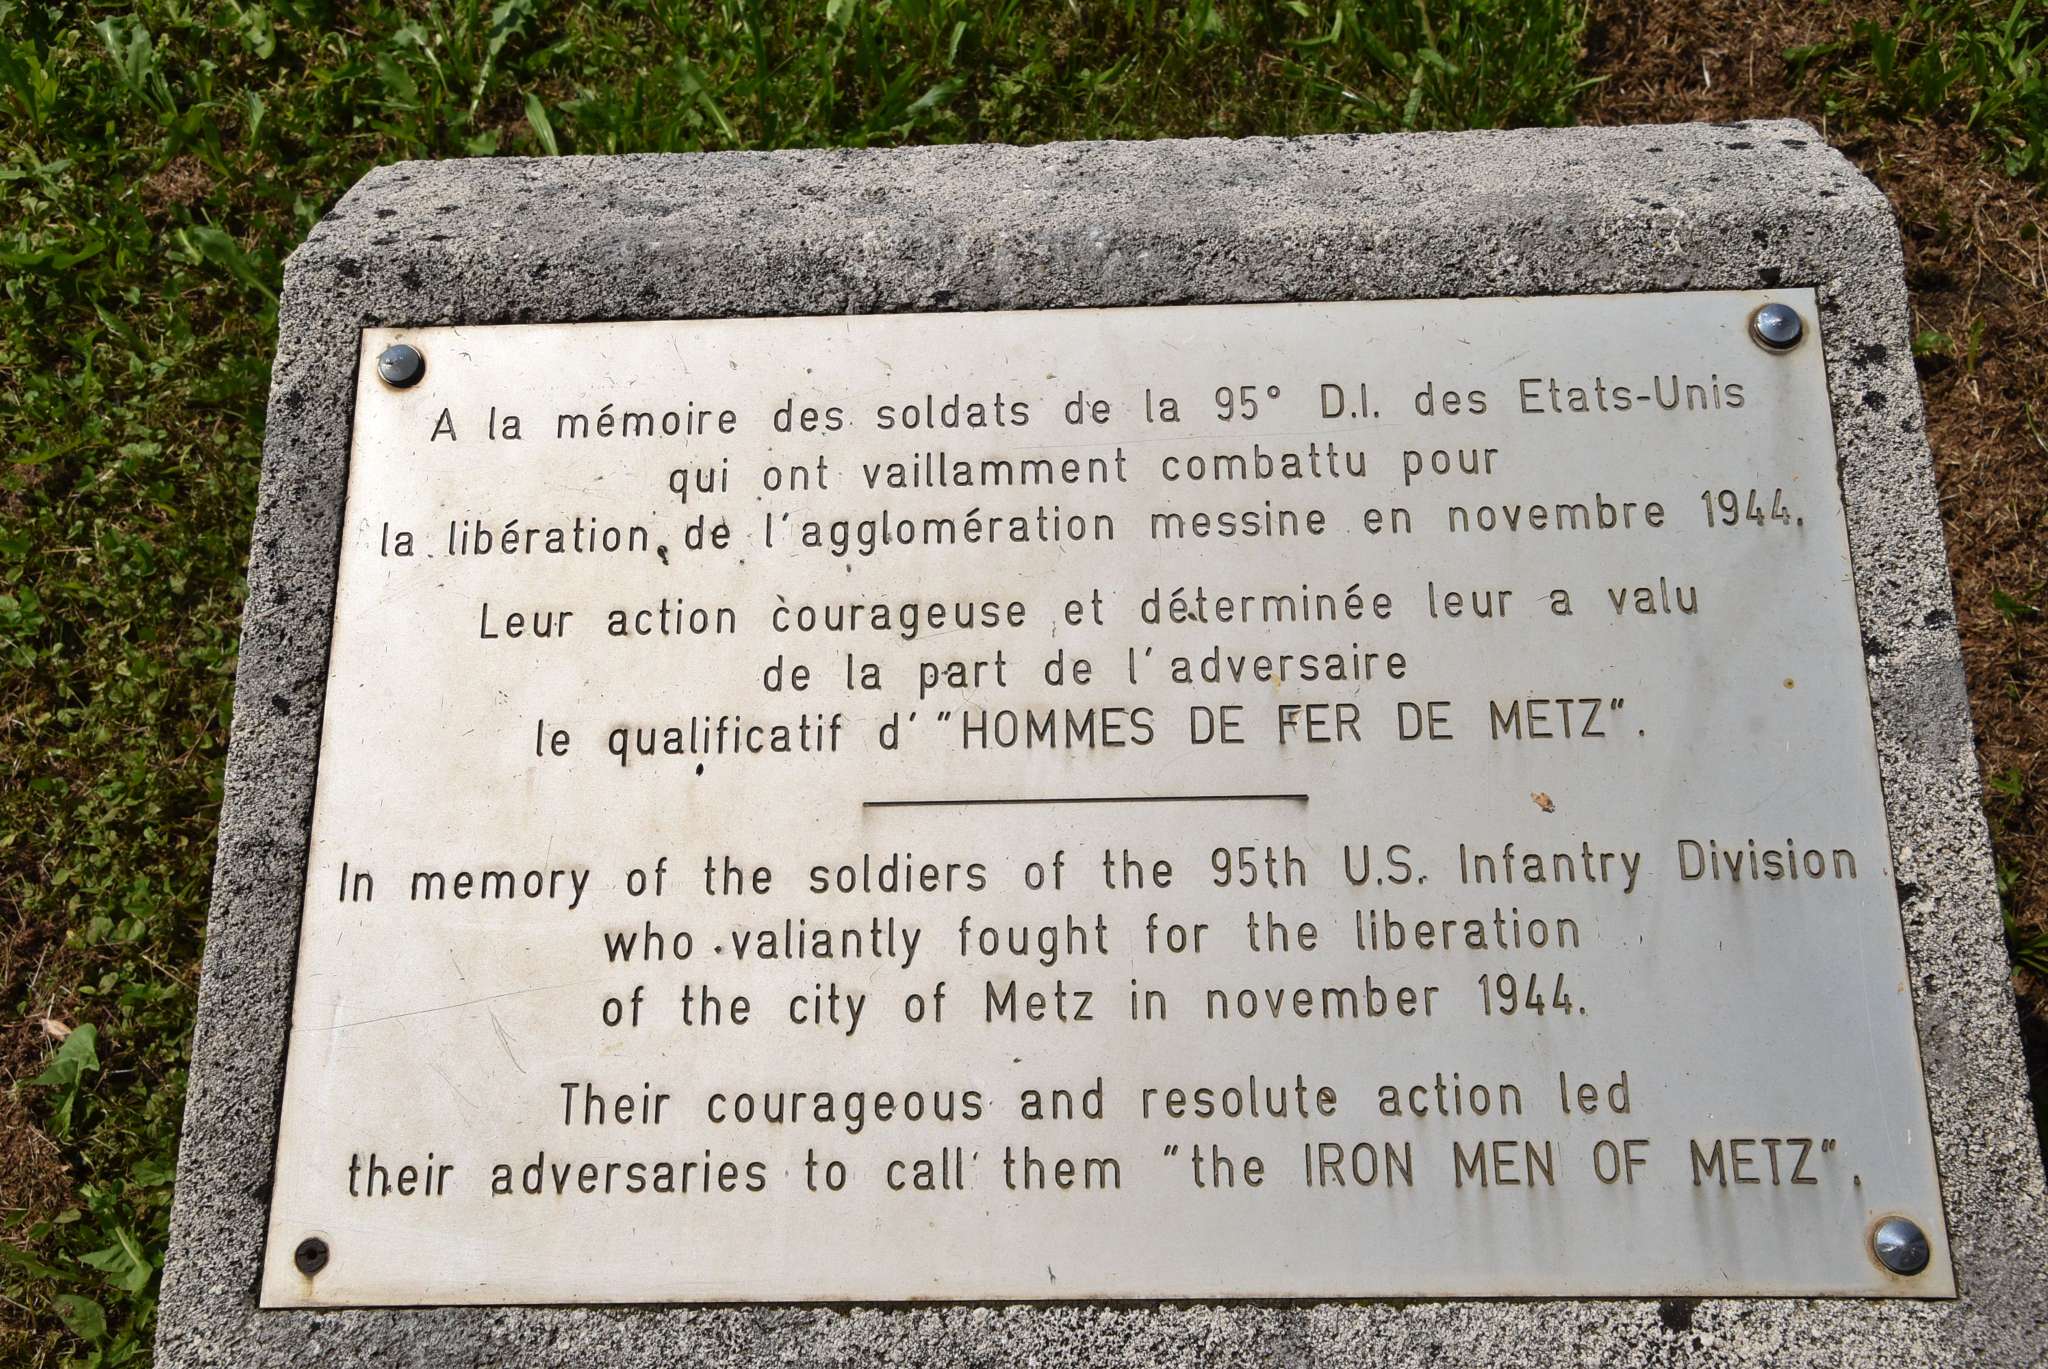 A la mémoire des soldats de la 95° D.I. des Etats-Unis
qui ont vaillamment combattu pour
la libération de l'agglomération messine en novembre 1944.
Leur action courageuse et déterminée leur a valu
de la part de l'adversaire
le qualificatif d' "HOMMES DE FER DE METZ".
In memory of the soldiers of the 95th U.S. Infantry Division
who valiantly fought for the liberation
of the city of Metz in november 1944.
Their courageous and resolute action led
their adversaries to call them "the IRON MEN OF METZ".